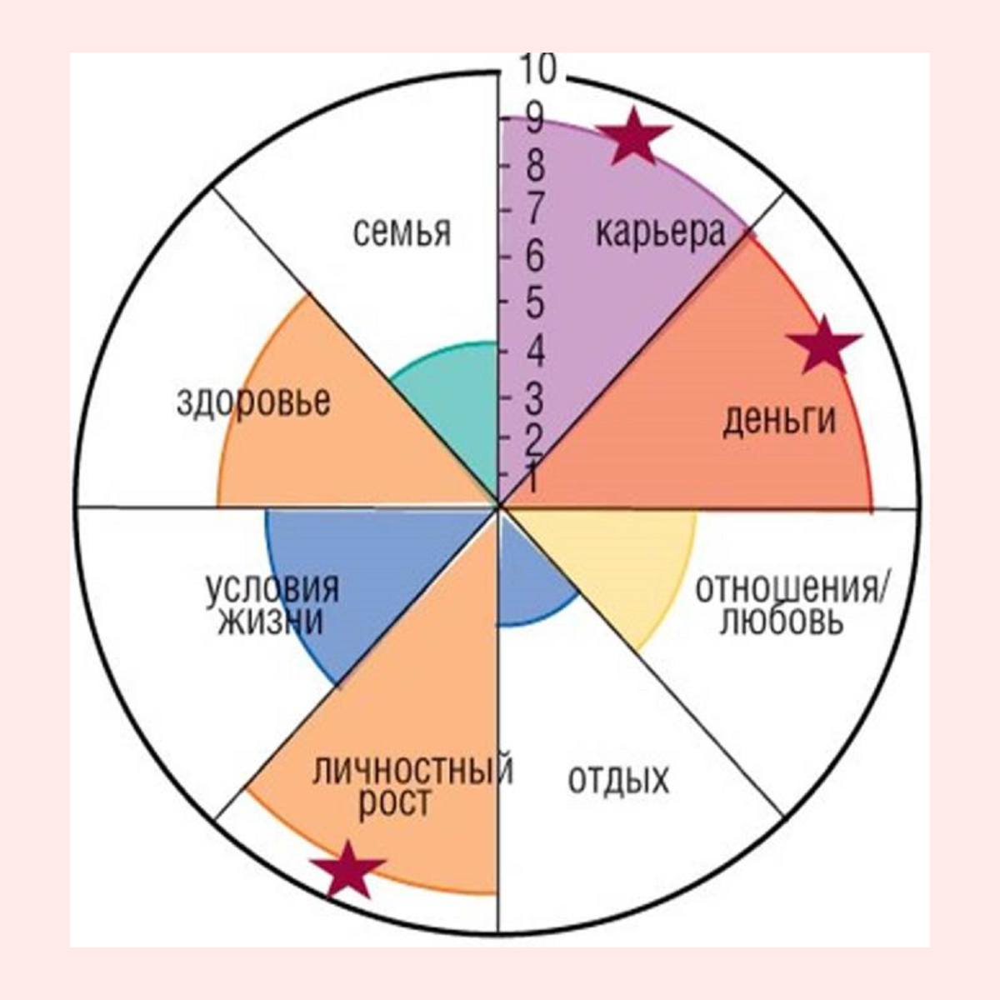 10
9
8
7
6
5
4
3
2
1
семья
карьера
здоровье
деньги
условия
жизни
отношения/
любовь
личностный
рост
отдых